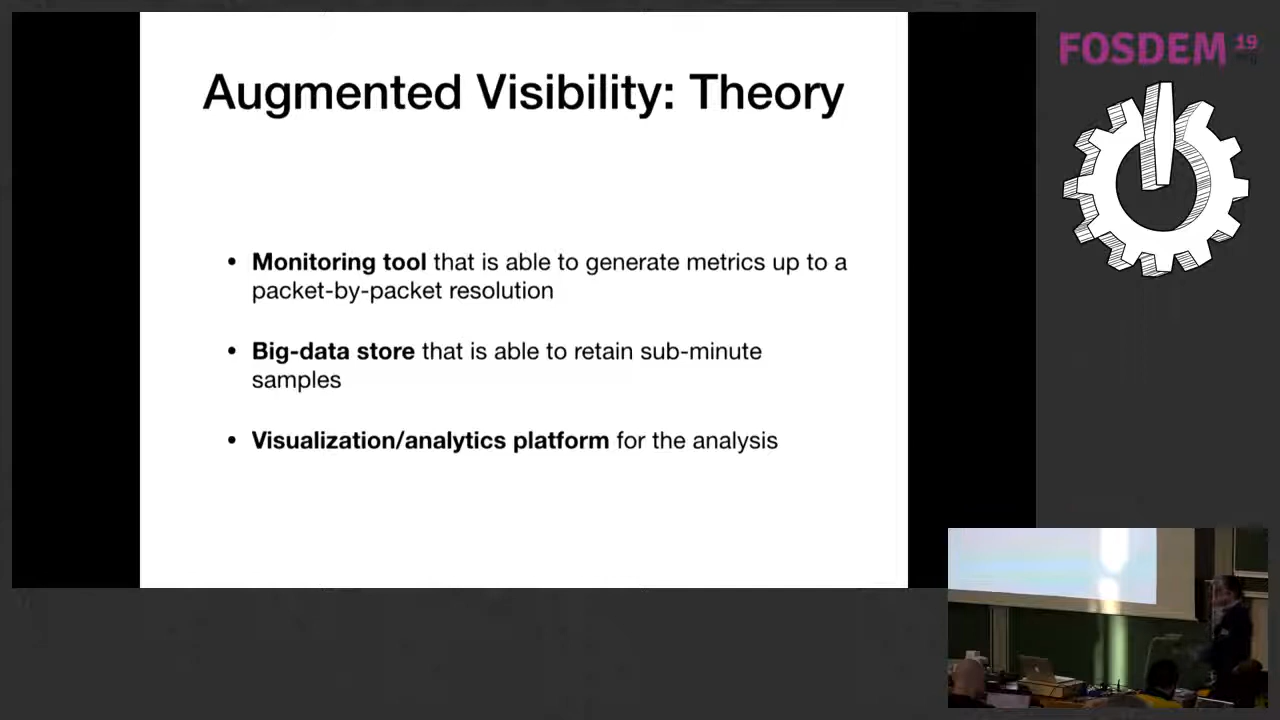 FOSDEM 19
Augmented Visibility: Theory
• Monitoring tool that is able to generate metrics up to a
packet-by-packet resolution
• Big-data store that is able to retain sub-minute
samples
• Visualization/analytics platform for the analysis